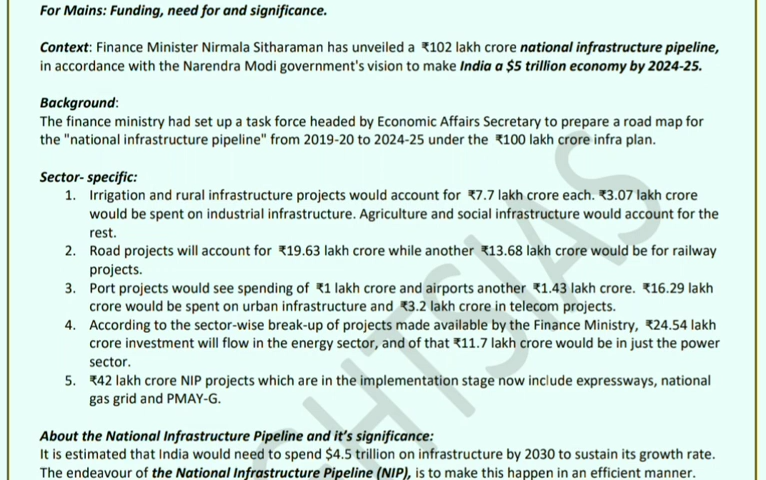 For Mains: Funding, need for and significance.
Context: Finance Minister Nirmala Sitharaman has unveiled a ₹102 lakh crore national infrastructure pipeline,
in accordance with the Narendra Modi government's vision to make India a $5 trillion economy by 2024-25.
Background:
The finance ministry had set up a task force headed by Economic Affairs Secretary to prepare a road map for
the "national infrastructure pipeline" from 2019-20 to 2024-25 under the ₹100 lakh crore infra plan.
Sector- specific:
1. Irrigation and rural infrastructure projects would account for ₹7.7 lakh crore each. ₹3.07 lakh crore
would be spent on industrial infrastructure. Agriculture and social infrastructure would account for the
rest.
2. Road projects will account for ₹19.63 lakh crore while another ₹13.68 lakh crore would be for railway
projects.
3. Port projects would see spending of ₹1 lakh crore and airports another ₹1.43 lakh crore. ₹16.29 lakh
crore would be spent on urban infrastructure and ₹3.2 lakh crore in telecom projects.
4. According to the sector-wise break-up of projects made available by the Finance Ministry, ₹24.54 lakh
crore investment will flow in the energy sector, and of that ₹11.7 lakh crore would be in just the power
sector.
5. ₹42 lakh crore NIP projects which are in the implementation stage now include expressways, national
gas grid and PMAY-G.
About the National Infrastructure Pipeline and it's significance:
It is estimated that India would need to spend $4.5 trillion on infrastructure by 2030 to sustain its growth rate.
The endeavour of the National Infrastructure Pipeline (NIP), is to make this happen in an efficient manner.
GHTSIAS